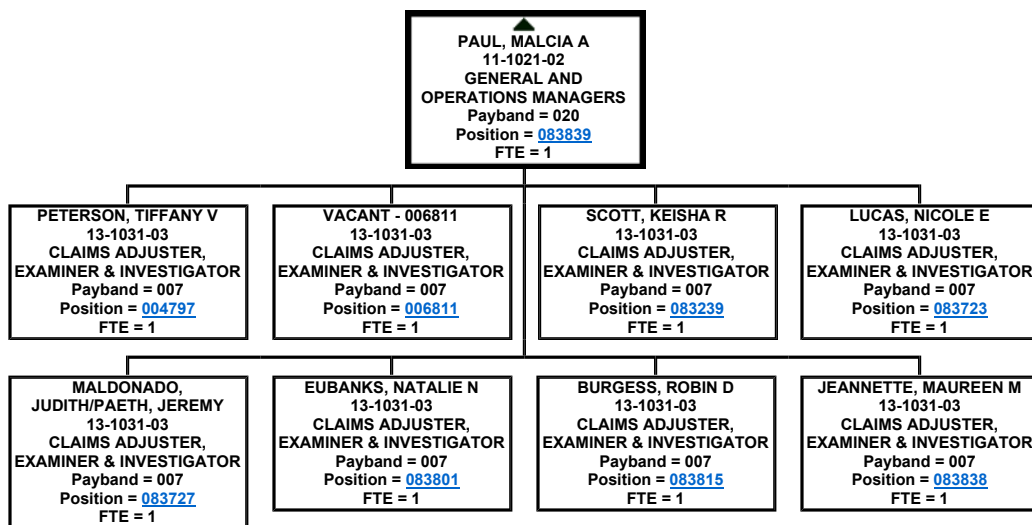 PAUL, MALCIA A
11-1021-02
GENERAL AND
OPERATIONS MANAGERS
Payband = 020
Position = 083839
FTE = 1
PETERSON, TIFFANY V
13-1031-03
CLAIMS ADJUSTER,
EXAMINER & INVESTIGATOR
Payband = 007
Position = 004797
FTE = 1
VACANT - 006811
13-1031-03
CLAIMS ADJUSTER,
EXAMINER & INVESTIGATOR
Payband = 007
Position = 006811
FTE = 1
SCOTT, KEISHA R
13-1031-03
CLAIMS ADJUSTER,
EXAMINER & INVESTIGATOR
Payband = 007
Position = 083239
FTE = 1
LUCAS, NICOLE E
13-1031-03
CLAIMS ADJUSTER,
EXAMINER & INVESTIGATOR
Payband = 007
Position = 083723
FTE = 1
MALDONADO,
JUDITH/PAETH, JEREMY
13-1031-03
CLAIMS ADJUSTER,
EXAMINER & INVESTIGATOR
Payband = 007
Position = 083727
FTE = 1
EUBANKS, NATALIE N
13-1031-03
CLAIMS ADJUSTER,
EXAMINER & INVESTIGATOR
Payband = 007
Position = 083801
FTE = 1
BURGESS, ROBIN D
13-1031-03
CLAIMS ADJUSTER,
EXAMINER & INVESTIGATOR
Payband = 007
Position = 083815
FTE = 1
JEANNETTE, MAUREEN M
13-1031-03
CLAIMS ADJUSTER,
EXAMINER & INVESTIGATOR
Payband = 007
Position = 083838
FTE = 1